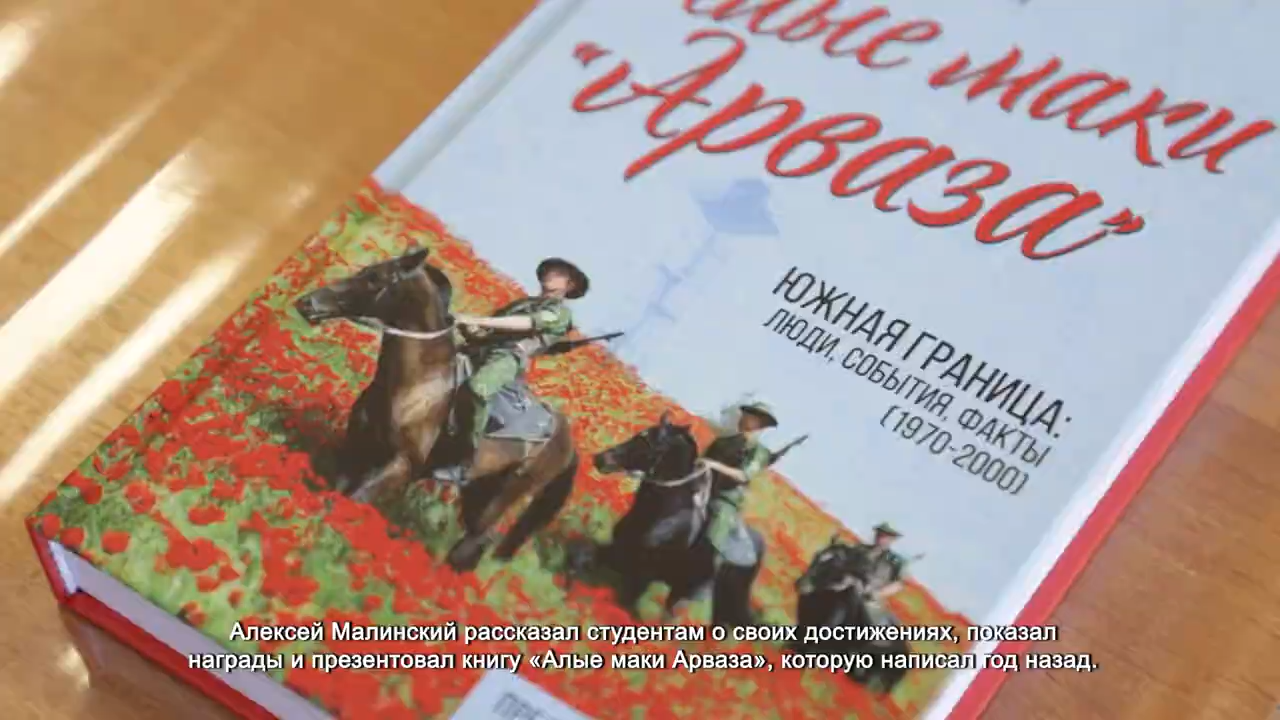 маки
"Арваза"
ЮЖНАЯ ГРАНИЦА:
ЛЮДИ, СОБЫТИЯ, ФАКТЫ
(1970-2000)
Алексей Малинский рассказал студентам о своих достижениях, показал
награды и презентовал книгу «Алые маки Арваза», которую написал год назад.